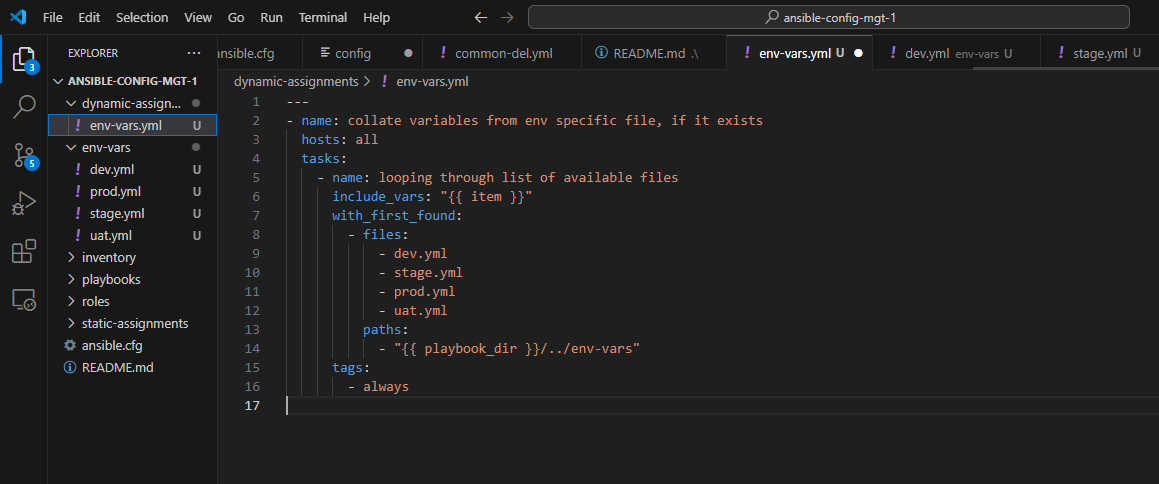 File Edit Selection View Go Run Terminal Help ansible-config-mgt-1
EXPLORER
nsible.cfg config common-del.yml README.md .\ env-vars.yml U dev.yml env-vars U stage.yml U
ANSIBLE-CONFIG-MGT-1
dynamic-assign...
env-vars.yml U
env-vars
dev.yml U
prod.yml U
stage.yml U
uat.yml U
inventory
playbooks
roles
static-assignments
ansible.cfg
README.md
3
5
dynamic-assignments > env-vars.yml
1 ---
2 - name: collate variables from env specific file, if it exists
3 hosts: all
4 tasks:
5 - name: looping through list of available files
6 include_vars: "{{ item }}"
7 with_first_found:
8 - files:
9 - dev.yml
10 - stage.yml
11 - prod.yml
12 - uat.yml
13 paths:
14 - "{{ playbook_dir }}/../env-vars"
15 tags:
16 - always
17